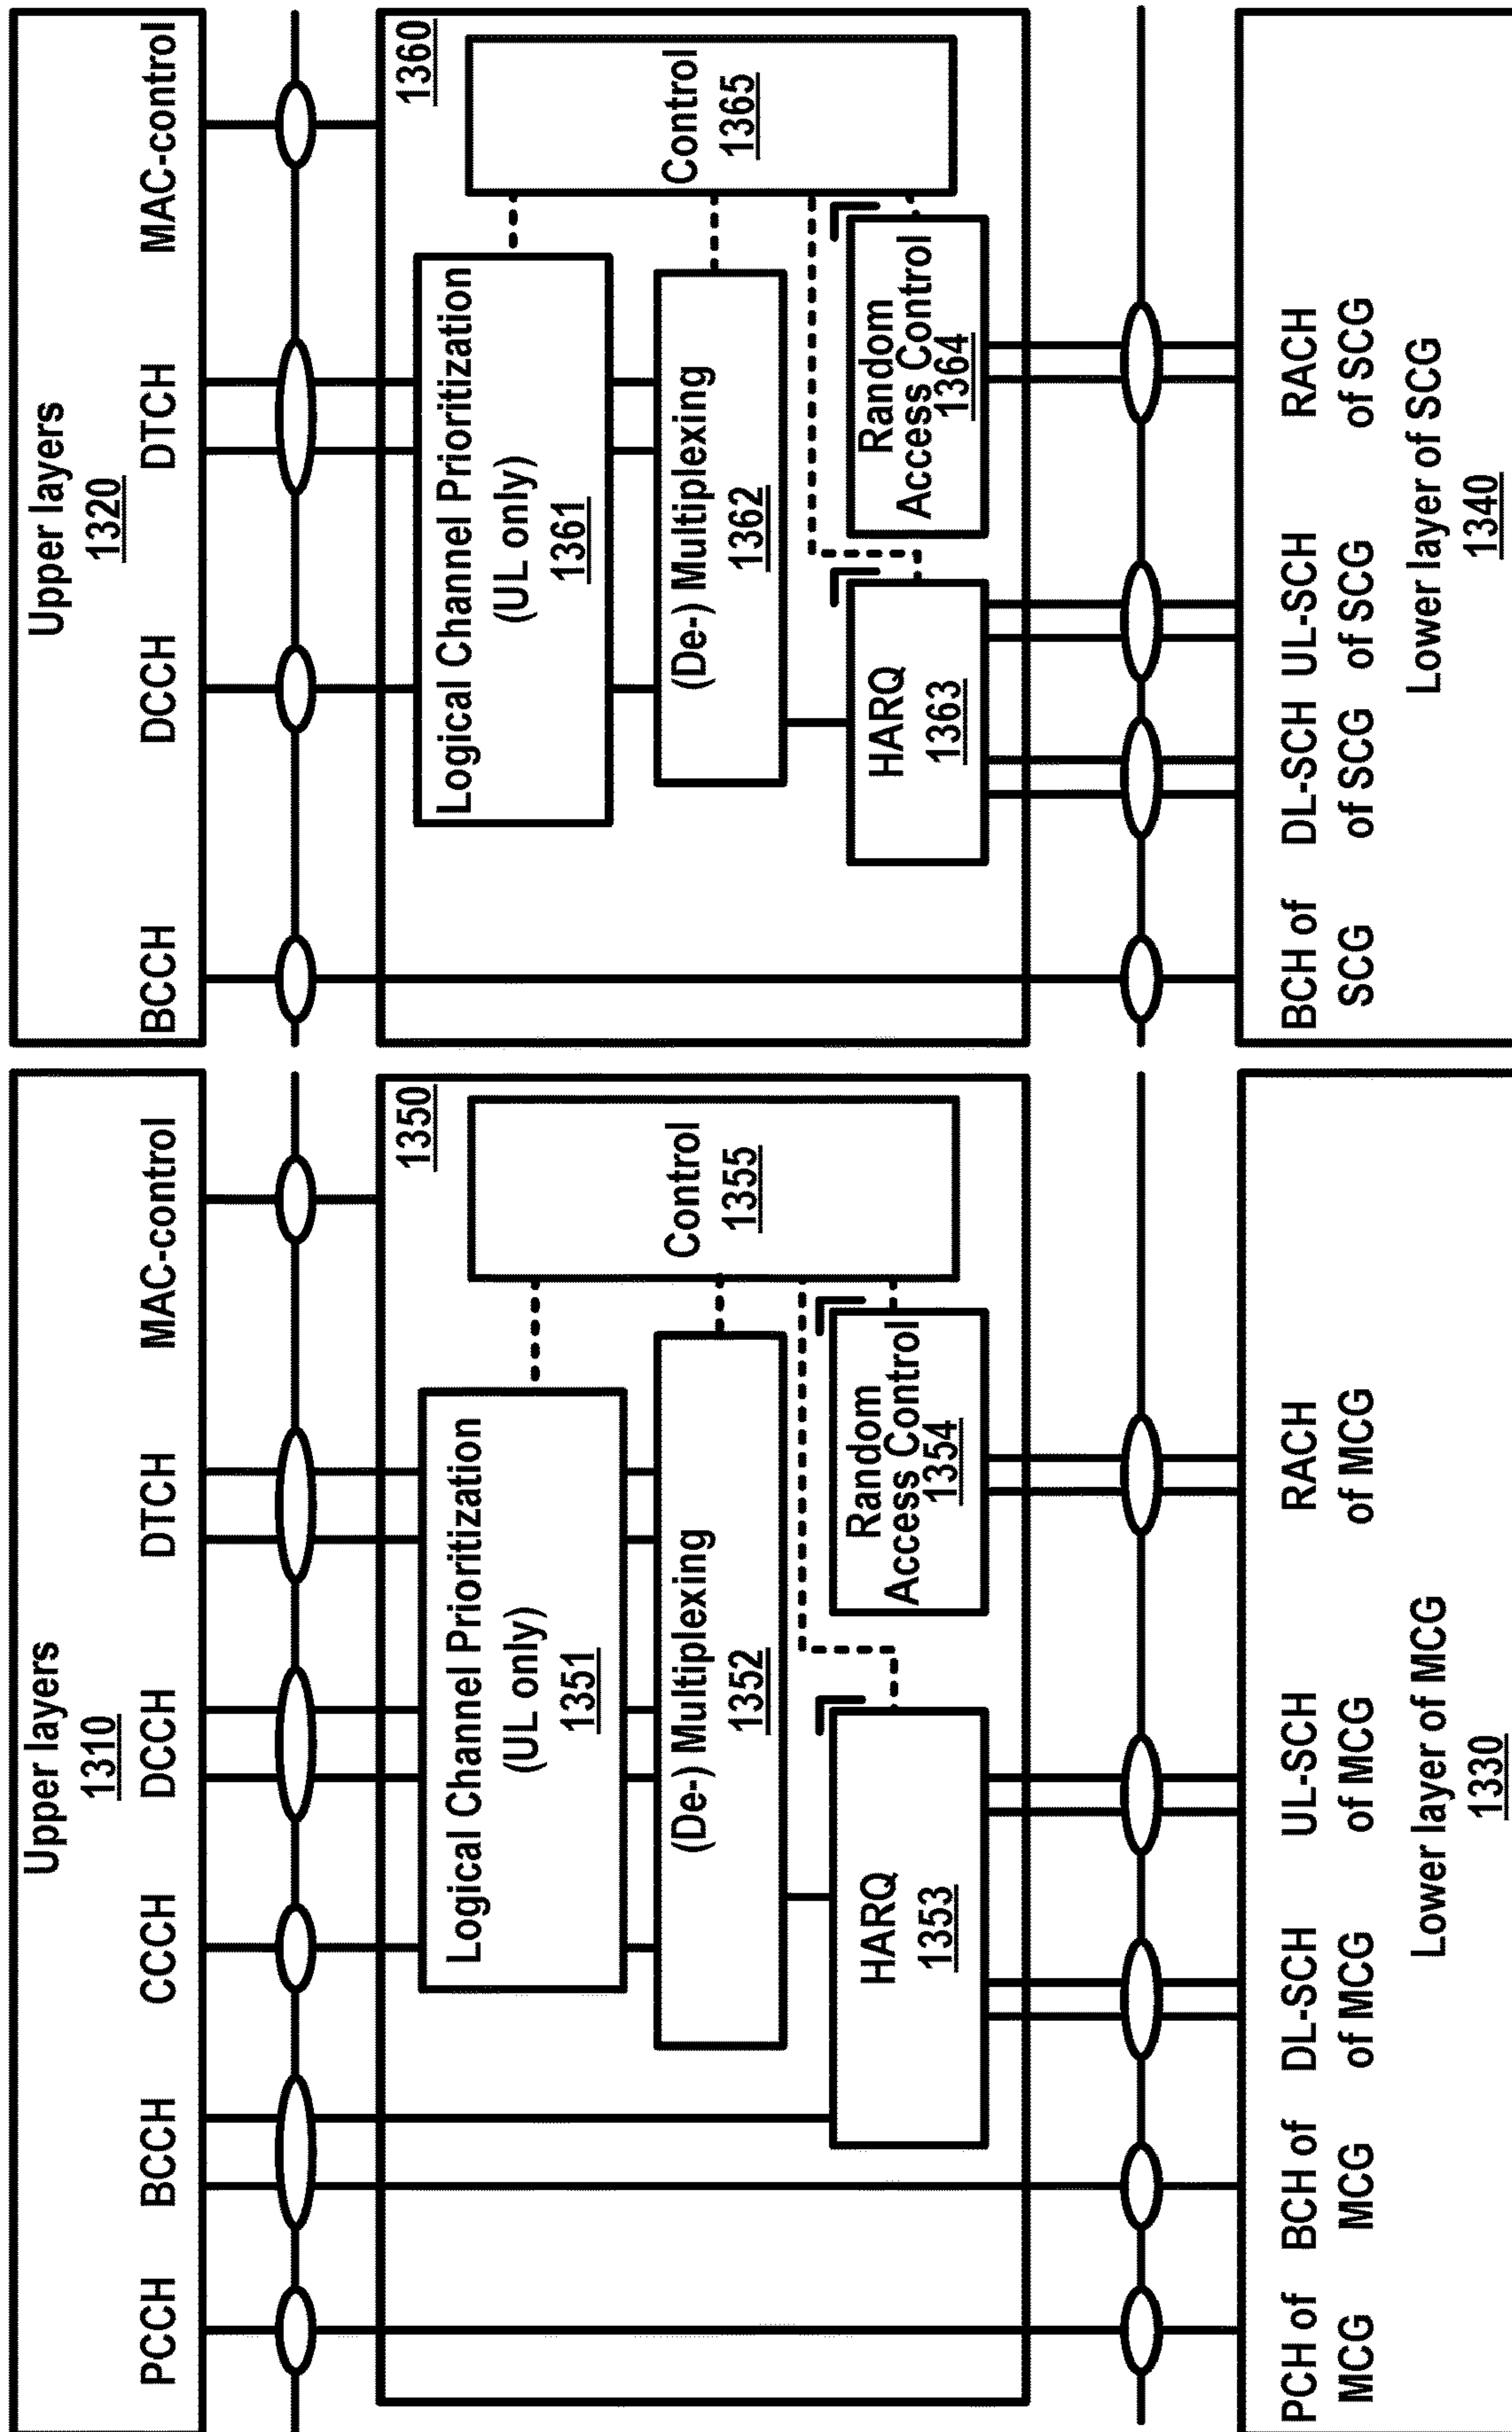 Upper layers
1310
PCCH BCCH CCCH DCCH DTCH MAC-control
1350
Logical Channel Prioritization
(UL only)
1351
(De-) Multiplexing
1352
HARQ
1353
Random
Access Control
1354
Control
1355
PCH of
MCG
BCH of
MCG
DL-SCH
of MCG
UL-SCH
of MCG
RACH
of MCG
Lower layer of MCG
1330
Upper layers
1320
BCCH DCCH DTCH MAC-control
1360
Logical Channel Prioritization
(UL only)
1361
(De-) Multiplexing
1362
HARQ
1363
Random
Access Control
1364
Control
1365
BCH of
SCG
DL-SCH
of SCG
UL-SCH
of SCG
RACH
of SCG
Lower layer of SCG
1340